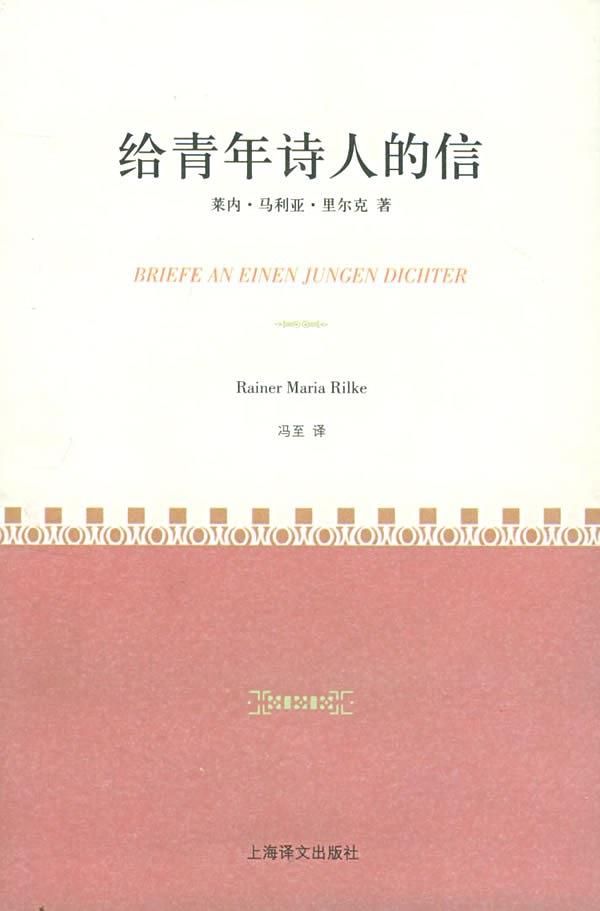 给青年诗人的信
莱内·马利亚·里尔克 著
BRIEFE AN EINEN JUNGEN DICHTER
Rainer Maria Rilke
冯至 译
上海译文出版社